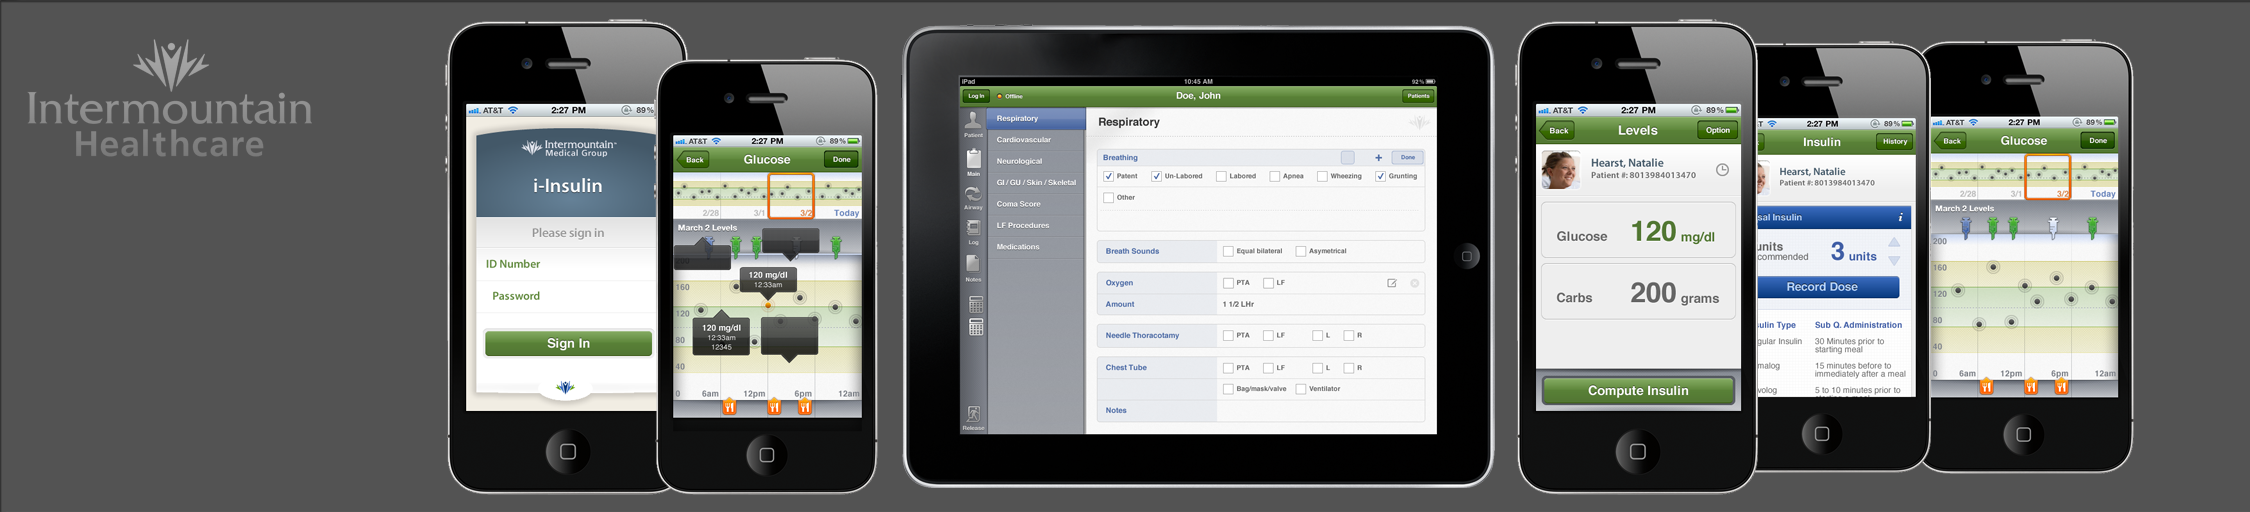 Intermountain
Healthcare
AT&T 2:27 PM 89%
Intermountain
Medical Group
i-Insulin
Please sign in
ID Number
Password
Sign In
AT&T 2:27 PM 89%
Back Glucose Done
2/28 3/1 3/2 Today
March 2 Levels
120 mg/dl
12:33am
160
120
120 mg/dl
12:33am
12345
80
40
0 6am 12pm 6pm 12am
iPad 10:45 AM 92%
Log In Offline Doe, John Patients
Patient
Main
Airway
Log
Notes
Release
Respiratory
Cardiovascular
Neurological
GI / GU / Skin / Skeletal
Coma Score
LF Procedures
Medications
Respiratory
Breathing + Done
Patent Un-Labored Labored Apnea Wheezing Grunting
Other
Breath Sounds Equal bilateral Asymetrical
Oxygen PTA LF
Amount 1 1/2 LHr
Needle Thoracotamy PTA LF L R
Chest Tube PTA LF L R
Bag/mask/valve Ventilator
Notes
AT&T 2:27 PM 89%
Back Levels Option
Hearst, Natalie
Patient #: 8013984013470
Glucose 120 mg/dl
Carbs 200 grams
Compute Insulin
2:27 PM 89%
Insulin History
Hearst, Natalie
Patient #: 8013984013470
sal Insulin i
units
commended
3 units
Record Dose
sulin Type Sub Q. Administration
gular Insulin 30 Minutes prior to
starting meal
malog 15 minutes before to
immediately after a meal
volog 5 to 10 minutes prior to
AT&T 2:27 PM 89%
Back Glucose Done
2/28 3/1 3/2 Today
March 2 Levels
200
160
120
80
40
0 6am 12pm 6pm 12am